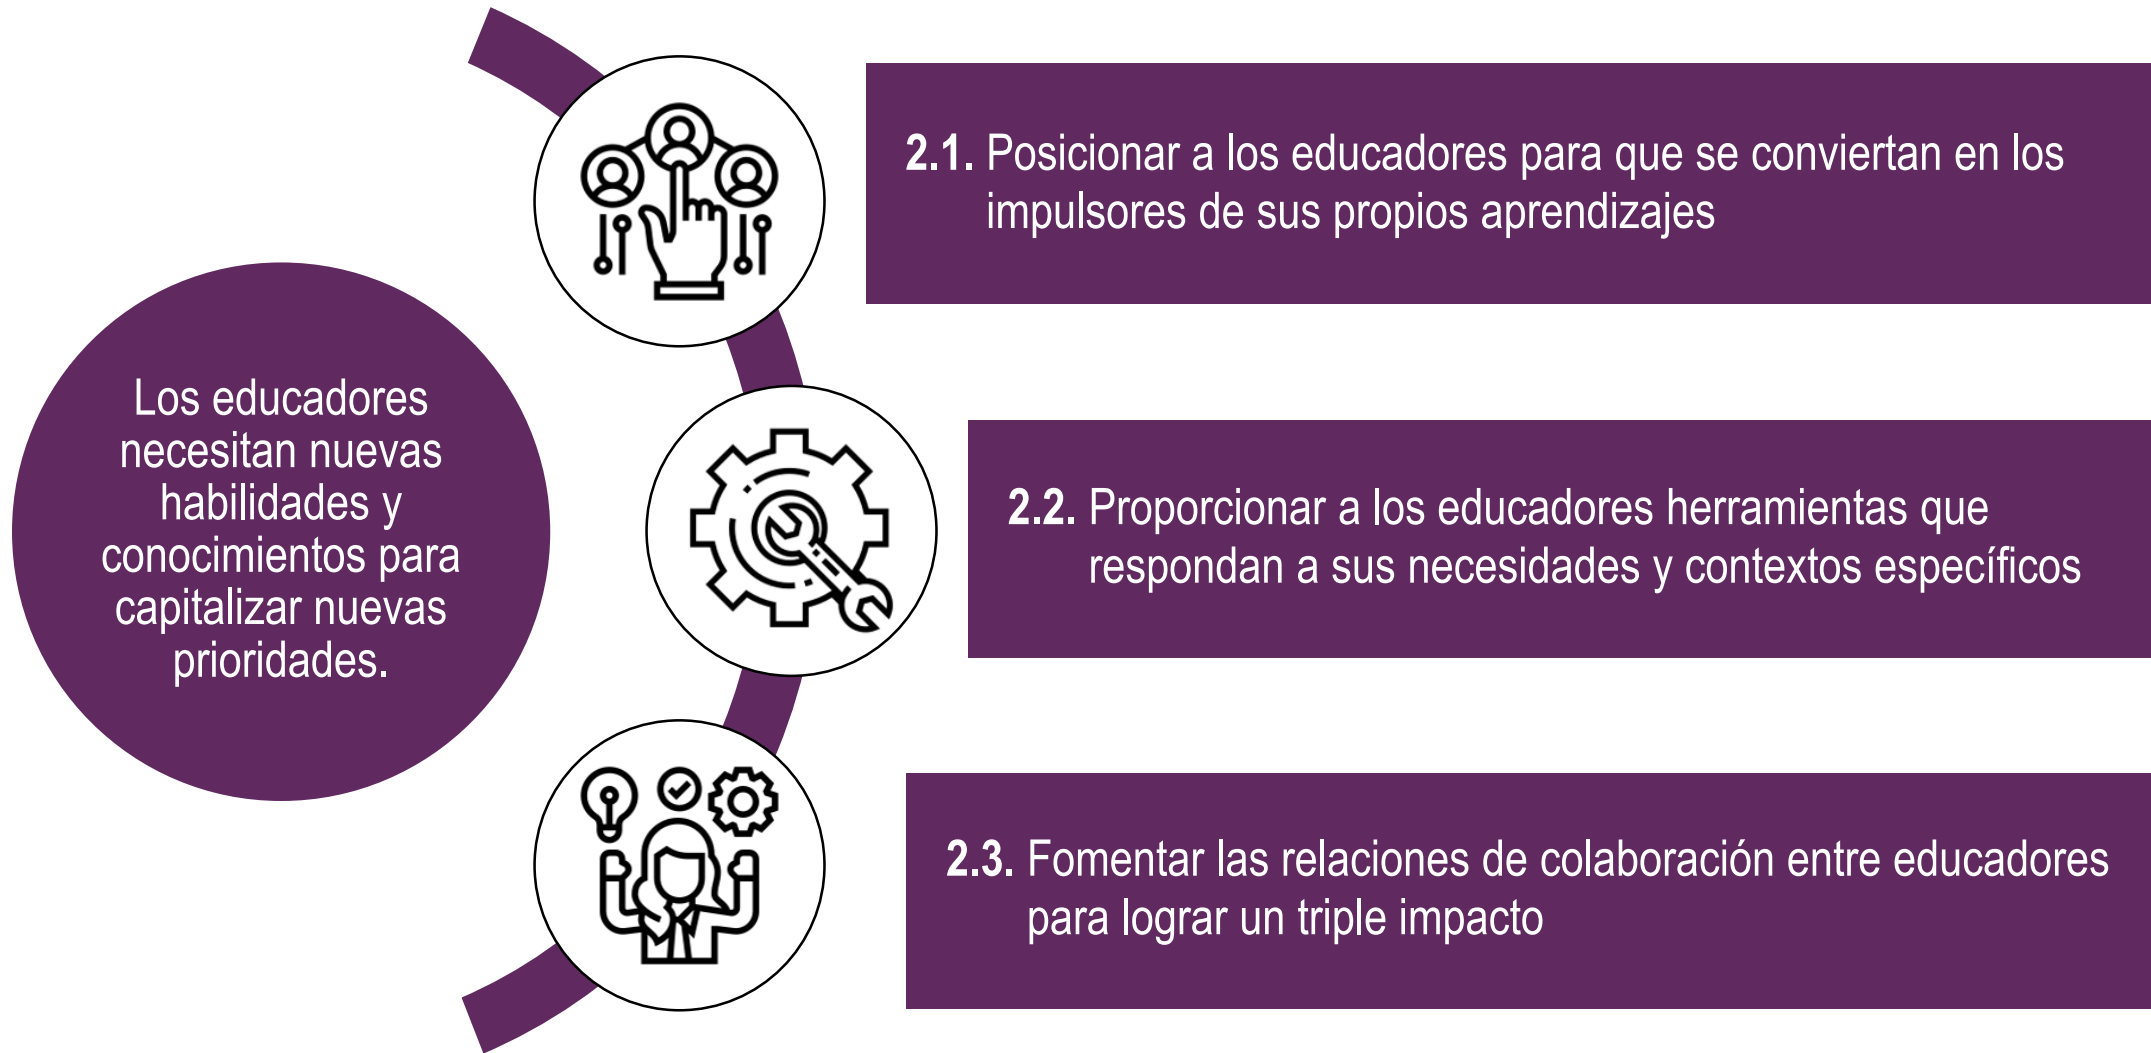 Los educadores
necesitan nuevas
habilidades y
conocimientos para
capitalizar nuevas
prioridades.
2.1. Posicionar a los educadores para que se conviertan en los
impulsores de sus propios aprendizajes
2.2. Proporcionar a los educadores herramientas que
respondan a sus necesidades y contextos específicos
2.3. Fomentar las relaciones de colaboración entre educadores
para lograr un triple impacto